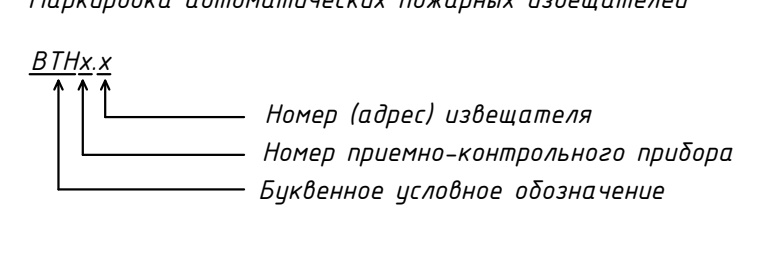 Маркировка автоматических пожарных извещателей
ВТНх.х
Номер (адрес) извещателя
Номер приемно-контрольного прибора
Буквенное условное обозначение